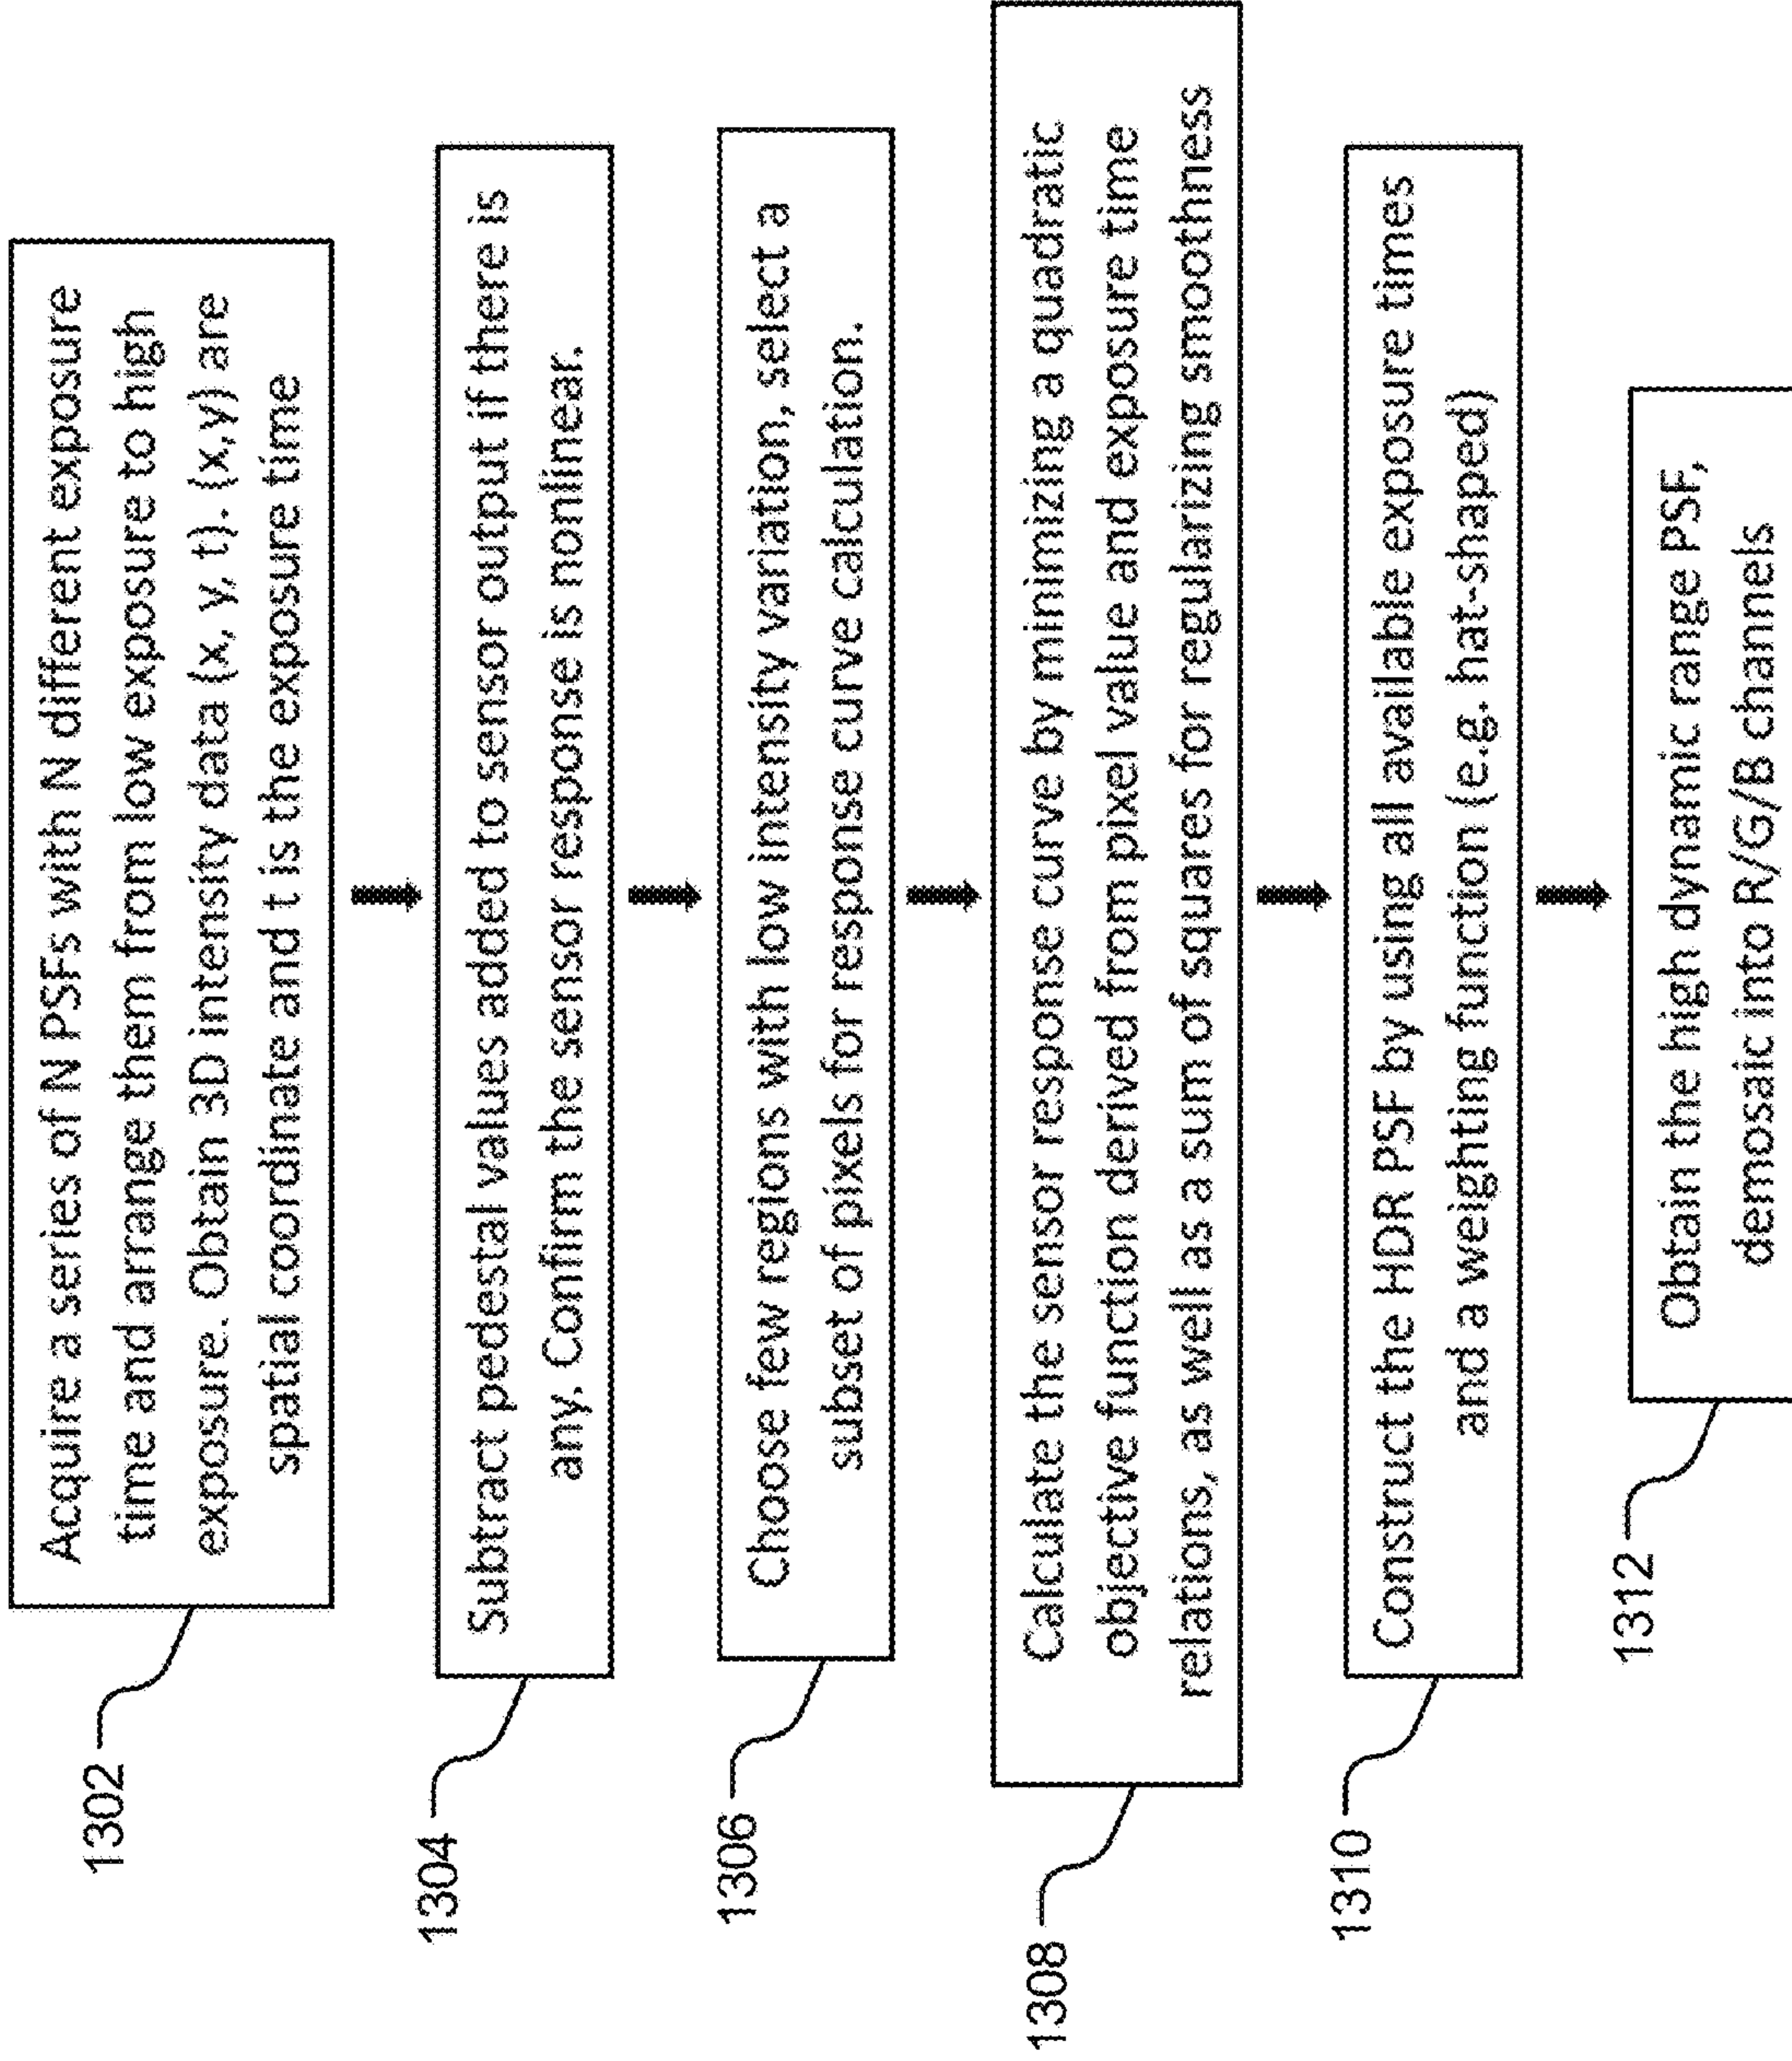 Acquire a series of N PSFs with N different exposure
time and arrange them from low exposure to high
exposure. Obtain 3D intensity data (x, y, t). (x,y) are
spatial coordinate and t is the exposure time
1302
Subtract pedestal values added to sensor output if there is
any. Confirm the sensor response is nonlinear.
1304
Choose few regions with low intensity variation, select a
subset of pixels for response curve calculation.
1306
Calculate the sensor response curve by minimizing a quadratic
objective function derived from pixel value and exposure time
relations, as well as a sum of squares for regularizing smoothness
1308
Construct the HDR PSF by using all available exposure times
and a weighting function (e.g. hat-shaped)
1310
Obtain the high dynamic range PSF,
demosaic into R/G/B channels
1312